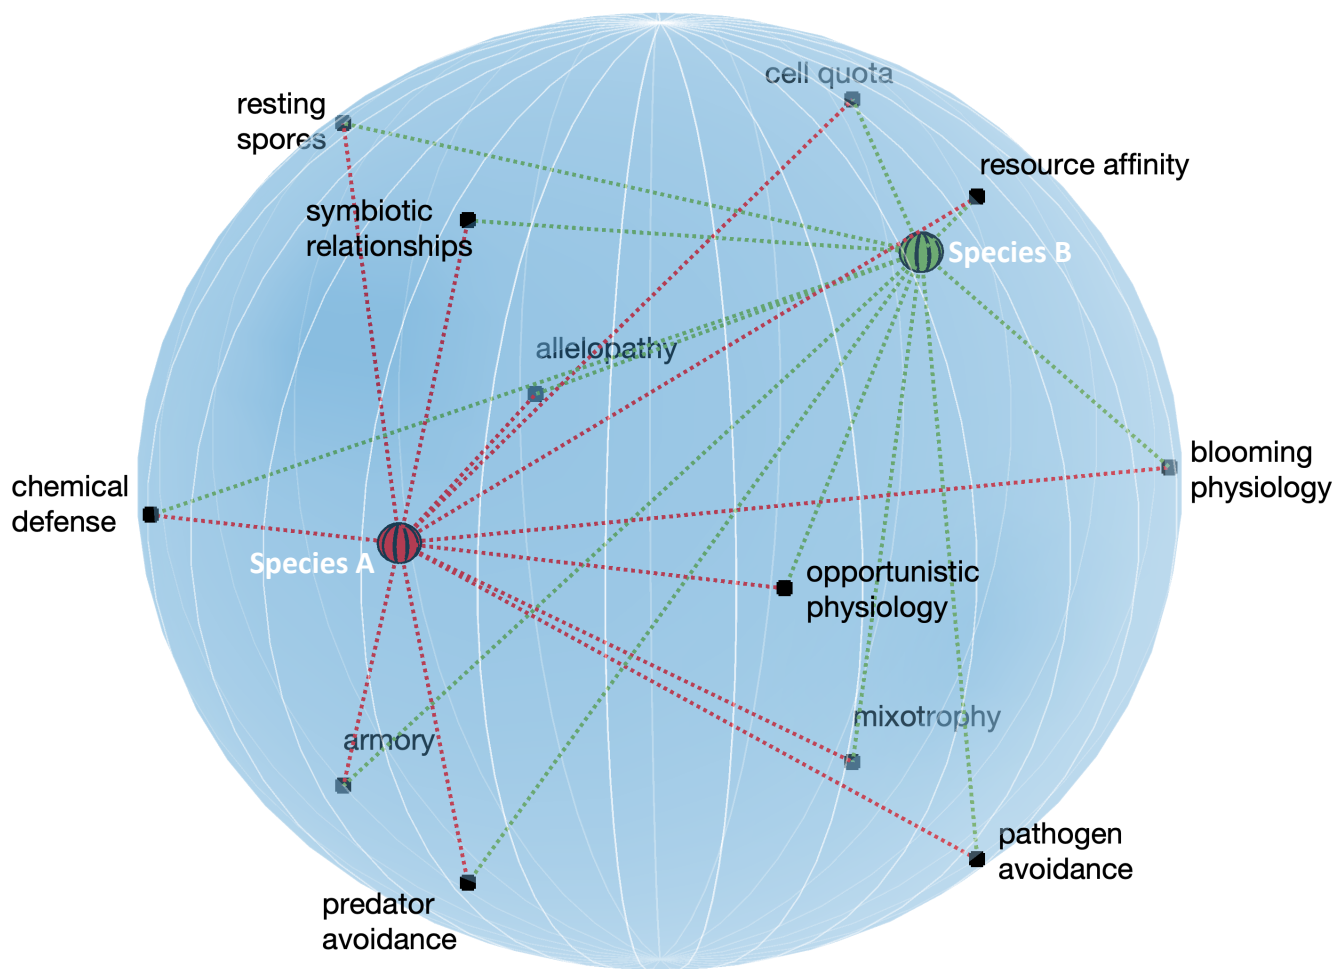 cell quota
resting
spores
resource affinity
symbiotic
relationships
Species B
allelopathy
blooming
physiology
chemical
defense
Species A
opportunistic
physiology
mixotrophy
armory
pathogen
avoidance
predator
avoidance